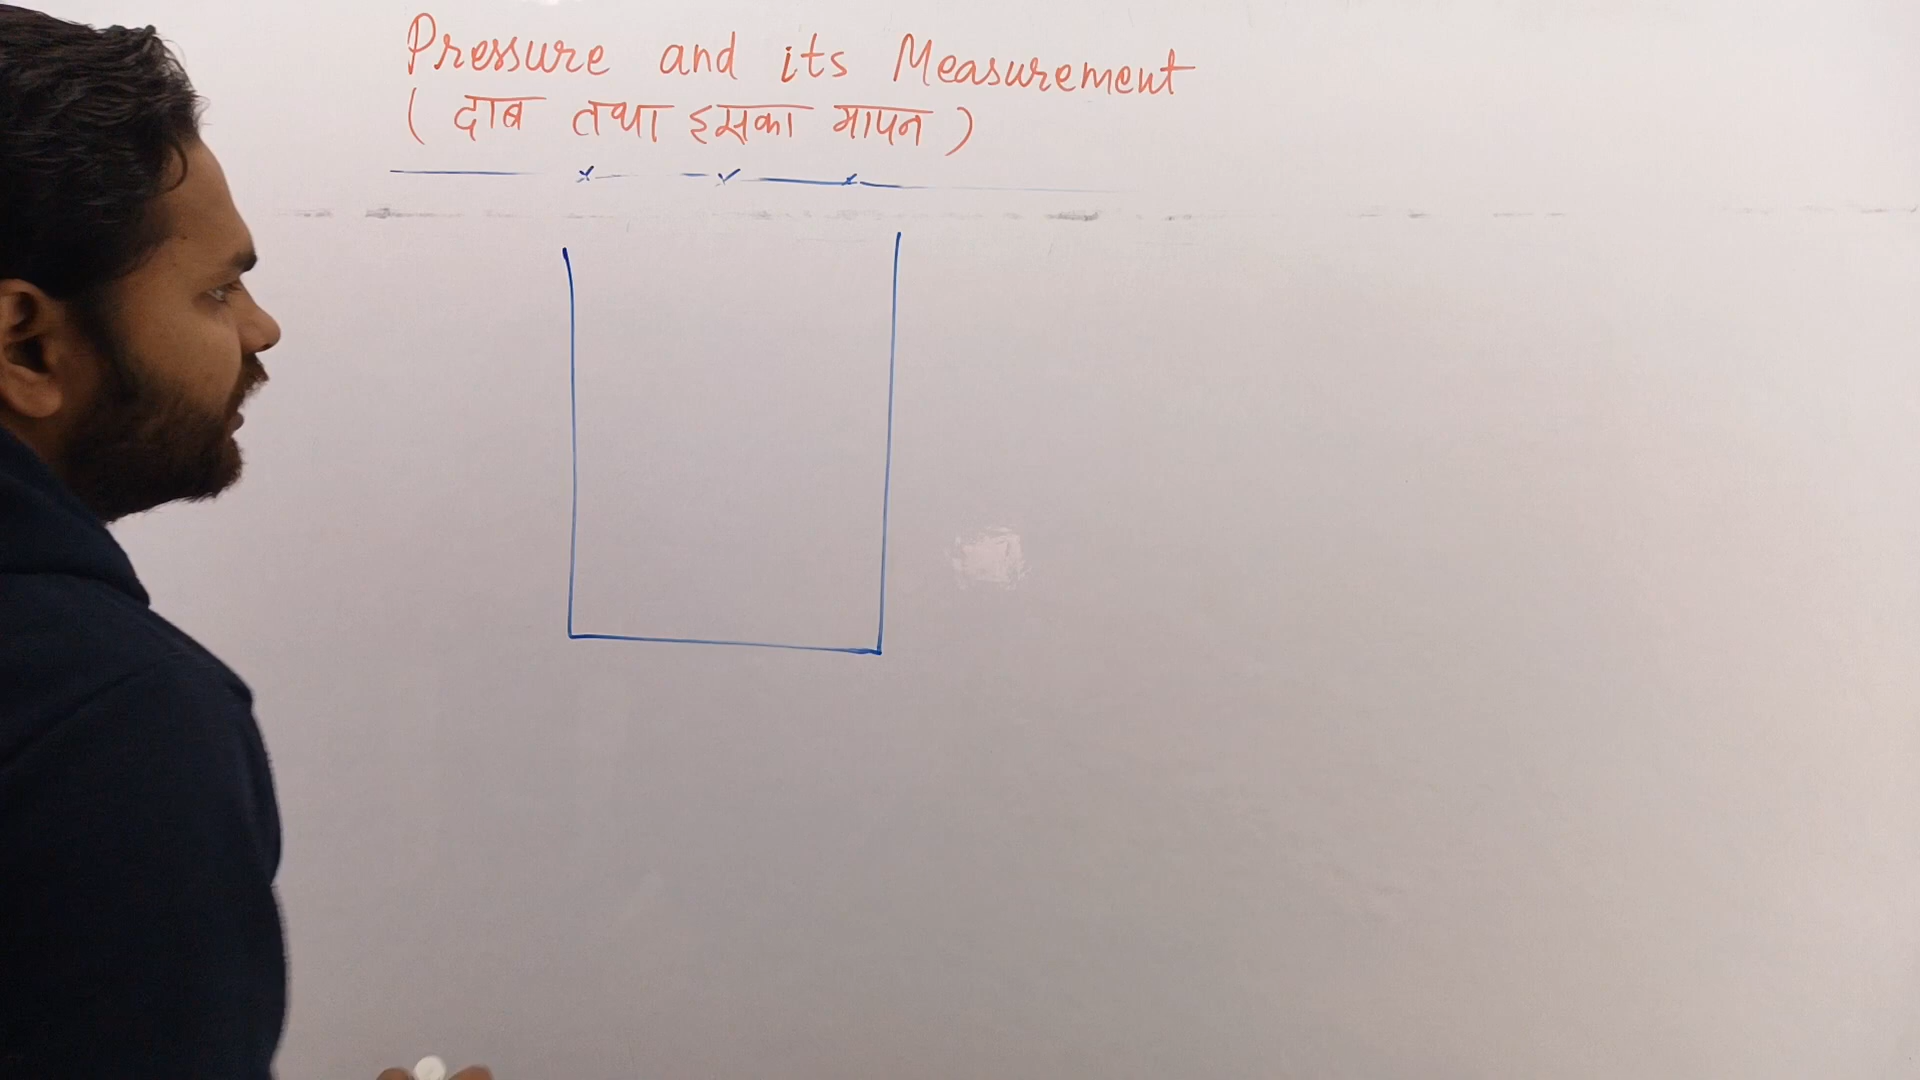 Pressure and its Measurement
( दाब तथा इसका मापन )